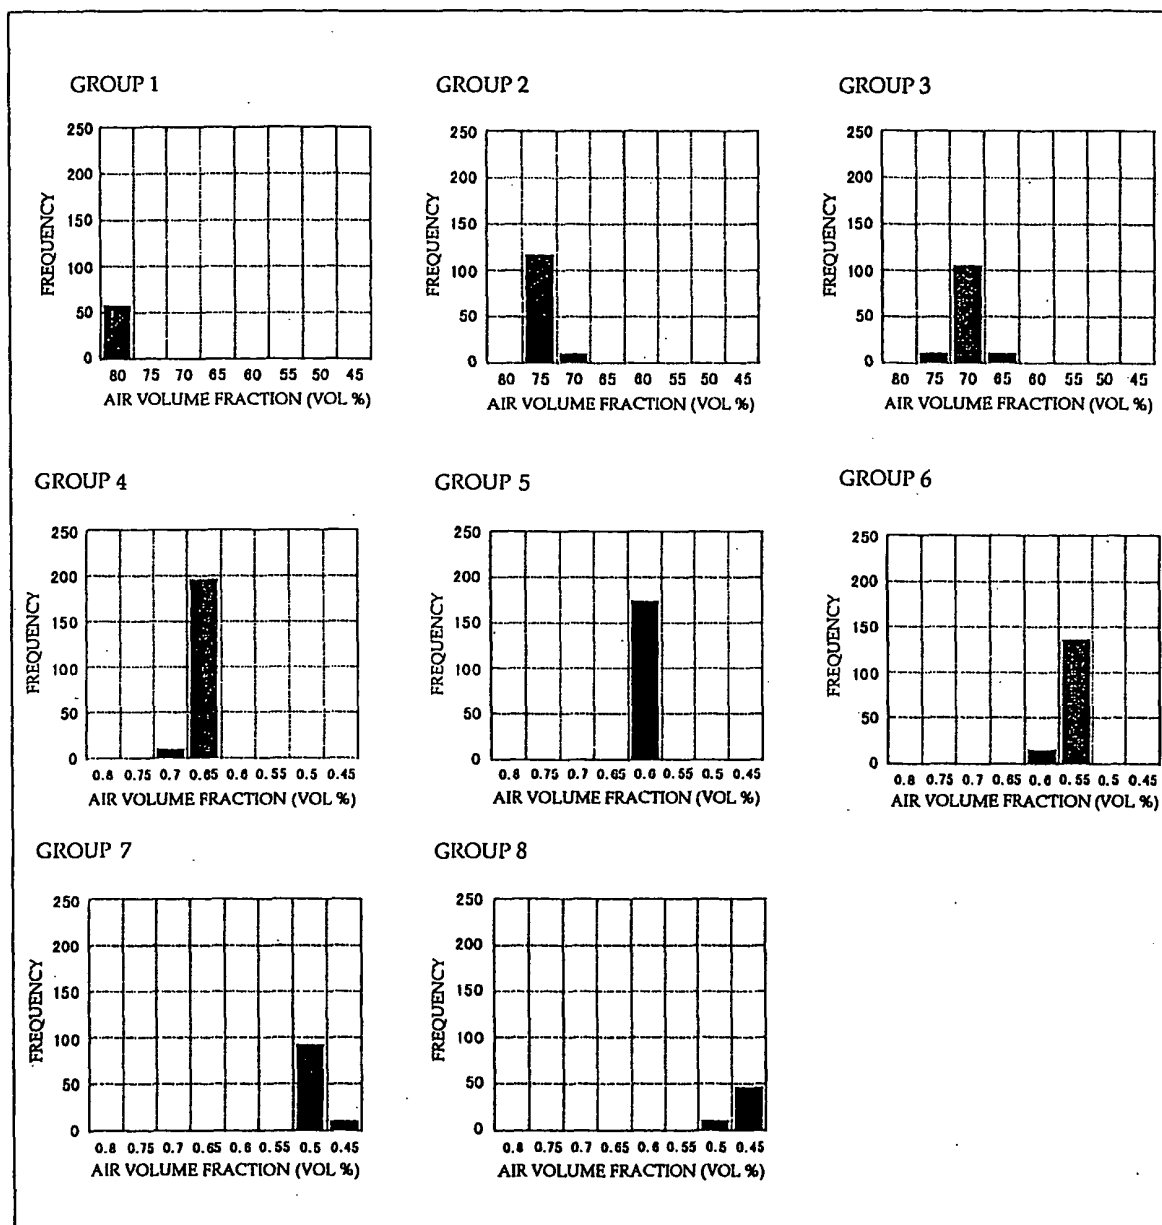 GROUP 1
FREQUENCY
250
200
150
100
50
0
80 75 70 65 60 55 50 45
AIR VOLUME FRACTION (VOL %)
GROUP 2
FREQUENCY
250
200
150
100
50
0
80 75 70 65 60 55 50 45
AIR VOLUME FRACTION (VOL %)
GROUP 3
FREQUENCY
250
200
150
100
50
0
80 75 70 65 60 55 50 45
AIR VOLUME FRACTION (VOL %)
GROUP 4
FREQUENCY
250
200
150
100
50
0
0.8 0.75 0.7 0.65 0.6 0.55 0.5 0.45
AIR VOLUME FRACTION (VOL %)
GROUP 5
FREQUENCY
250
200
150
100
50
0
0.8 0.75 0.7 0.65 0.6 0.55 0.5 0.45
AIR VOLUME FRACTION (VOL %)
GROUP 6
FREQUENCY
250
200
150
100
50
0
0.8 0.75 0.7 0.65 0.6 0.55 0.5 0.45
AIR VOLUME FRACTION (VOL %)
GROUP 7
FREQUENCY
250
200
150
100
50
0
0.8 0.75 0.7 0.65 0.6 0.55 0.5 0.45
AIR VOLUME FRACTION (VOL %)
GROUP 8
FREQUENCY
250
200
150
100
50
0
0.8 0.75 0.7 0.65 0.6 0.55 0.5 0.45
AIR VOLUME FRACTION (VOL %)